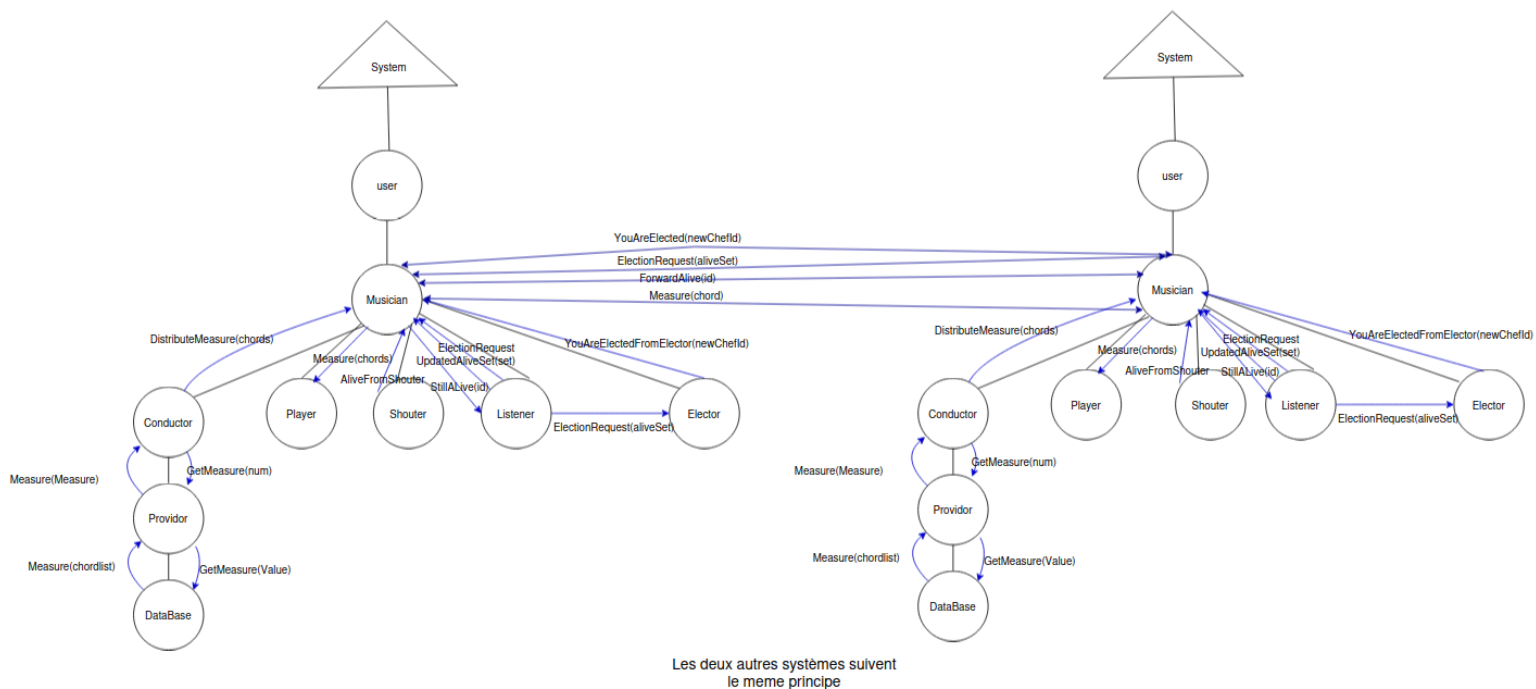 System
System
user
user
YouAreElected(newChefId)
ElectionRequest(aliveSet)
ForwardAlive(id)
Measure(chord)
Musician
Musician
DistributeMeasure(chords)
Measure(chords)
AliveFromShouter
ElectionRequest
UpdatedAliveSet(set)
StillALive(id)
YouAreElectedFromElector(newChefId)
Conductor
Player
Shouter
Listener
Elector
ElectionRequest(aliveSet)
Measure(Measure)
GetMeasure(num)
Providor
Measure(chordlist)
GetMeasure(Value)
DataBase
DistributeMeasure(chords)
Measure(chords)
AliveFromShouter
ElectionRequest
UpdatedAliveSet(set)
StillALive(id)
YouAreElectedFromElector(newChefId)
Conductor
Player
Shouter
Listener
Elector
ElectionRequest(aliveSet)
Measure(Measure)
GetMeasure(num)
Providor
Measure(chordlist)
GetMeasure(Value)
DataBase
Les deux autres systèmes suivent
le meme principe